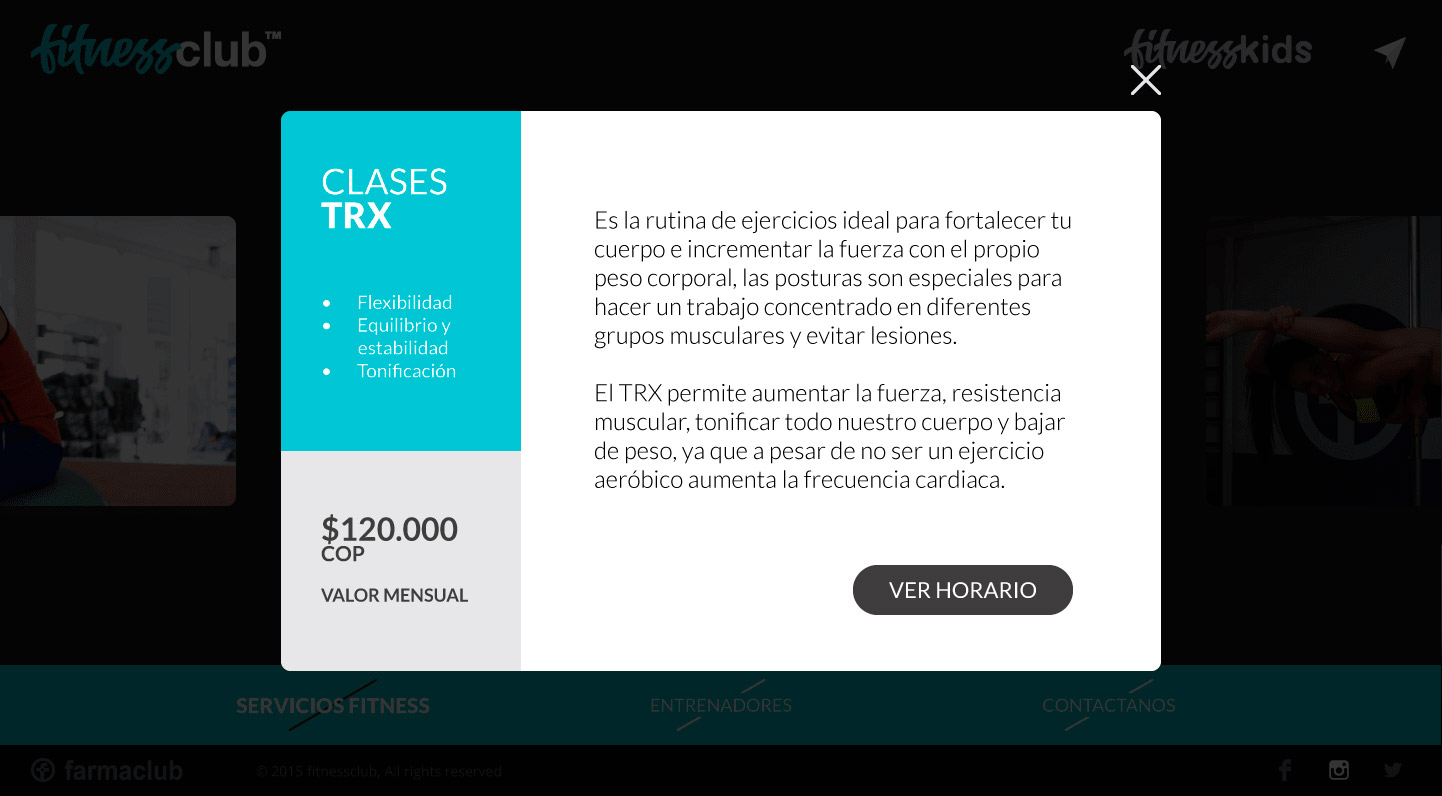 fitnessclub™
fitnesskids
CLASES
TRX
• Flexibilidad
• Equilibrio y
estabilidad
• Tonificación
$120.000
COP
VALOR MENSUAL
Es la rutina de ejercicios ideal para fortalecer tu
cuerpo e incrementar la fuerza con el propio
peso corporal, las posturas son especiales para
hacer un trabajo concentrado en diferentes
grupos musculares y evitar lesiones.
El TRX permite aumentar la fuerza, resistencia
muscular, tonificar todo nuestro cuerpo y bajar
de peso, ya que a pesar de no ser un ejercicio
aeróbico aumenta la frecuencia cardiaca.
VER HORARIO
SERVICIOS FITNESS
ENTRENADORES
CONTACTANOS
farmaclub
© 2015 fitnessclub, All rights reserved